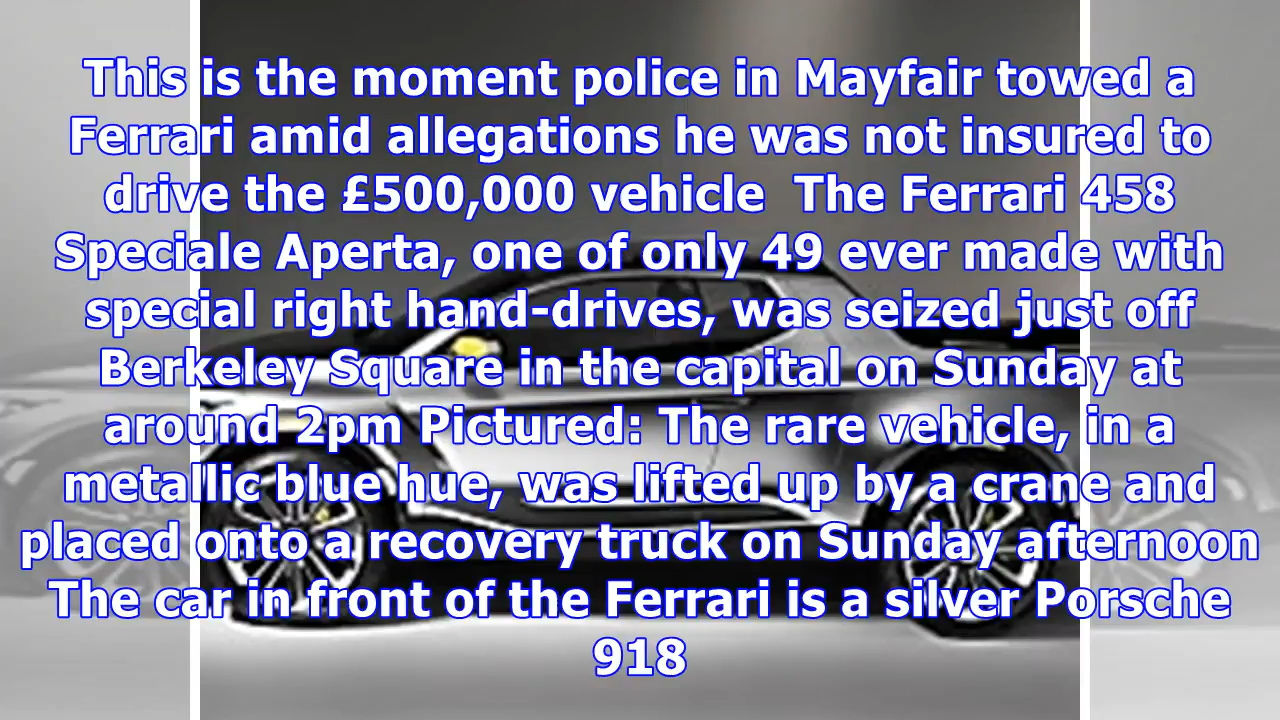 This is the moment police in Mayfair towed a
Ferrari amid allegations he was not insured to
drive the £500,000 vehicle  The Ferrari 458
Speciale Aperta, one of only 49 ever made with
special right hand-drives, was seized just off
Berkeley Square in the capital on Sunday at
around 2pm Pictured: The rare vehicle, in a
metallic blue hue, was lifted up by a crane and
placed onto a recovery truck on Sunday afternoon
The car in front of the Ferrari is a silver Porsche
918